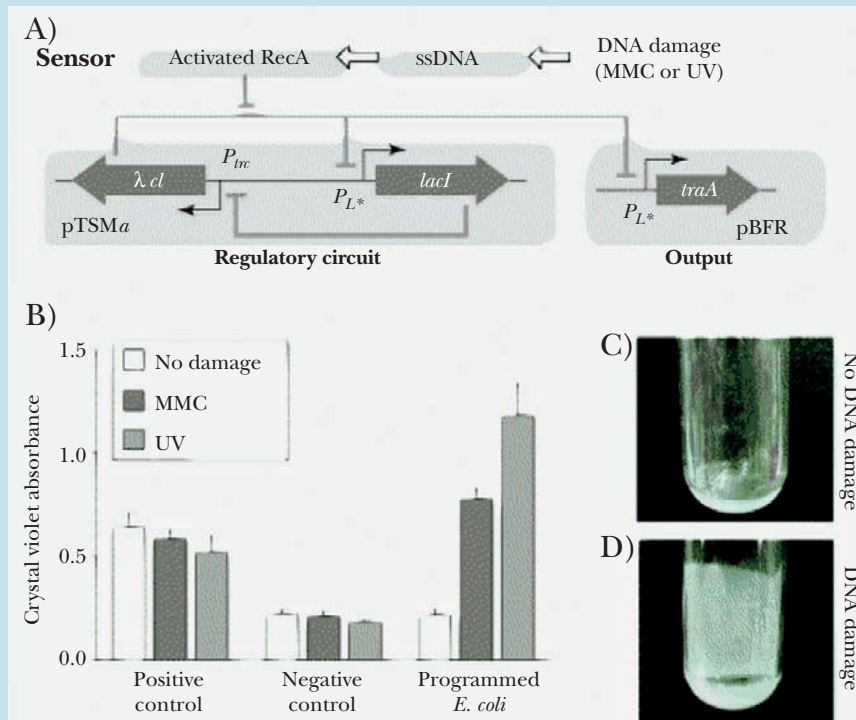 A)
Sensor
Activated RecA
ssDNA
DNA damage
(MMC or UV)
P_trc
λ cI
lacI
traA
P_L*
P_L*
pTSMa
pBFR
Regulatory circuit
Output
B)
1.5
1.0
0.5
0.0
Crystal violet absorbance
No damage
MMC
UV
Positive
control
Negative
control
Programmed
E. coli
C)
No DNA damage
D)
DNA damage